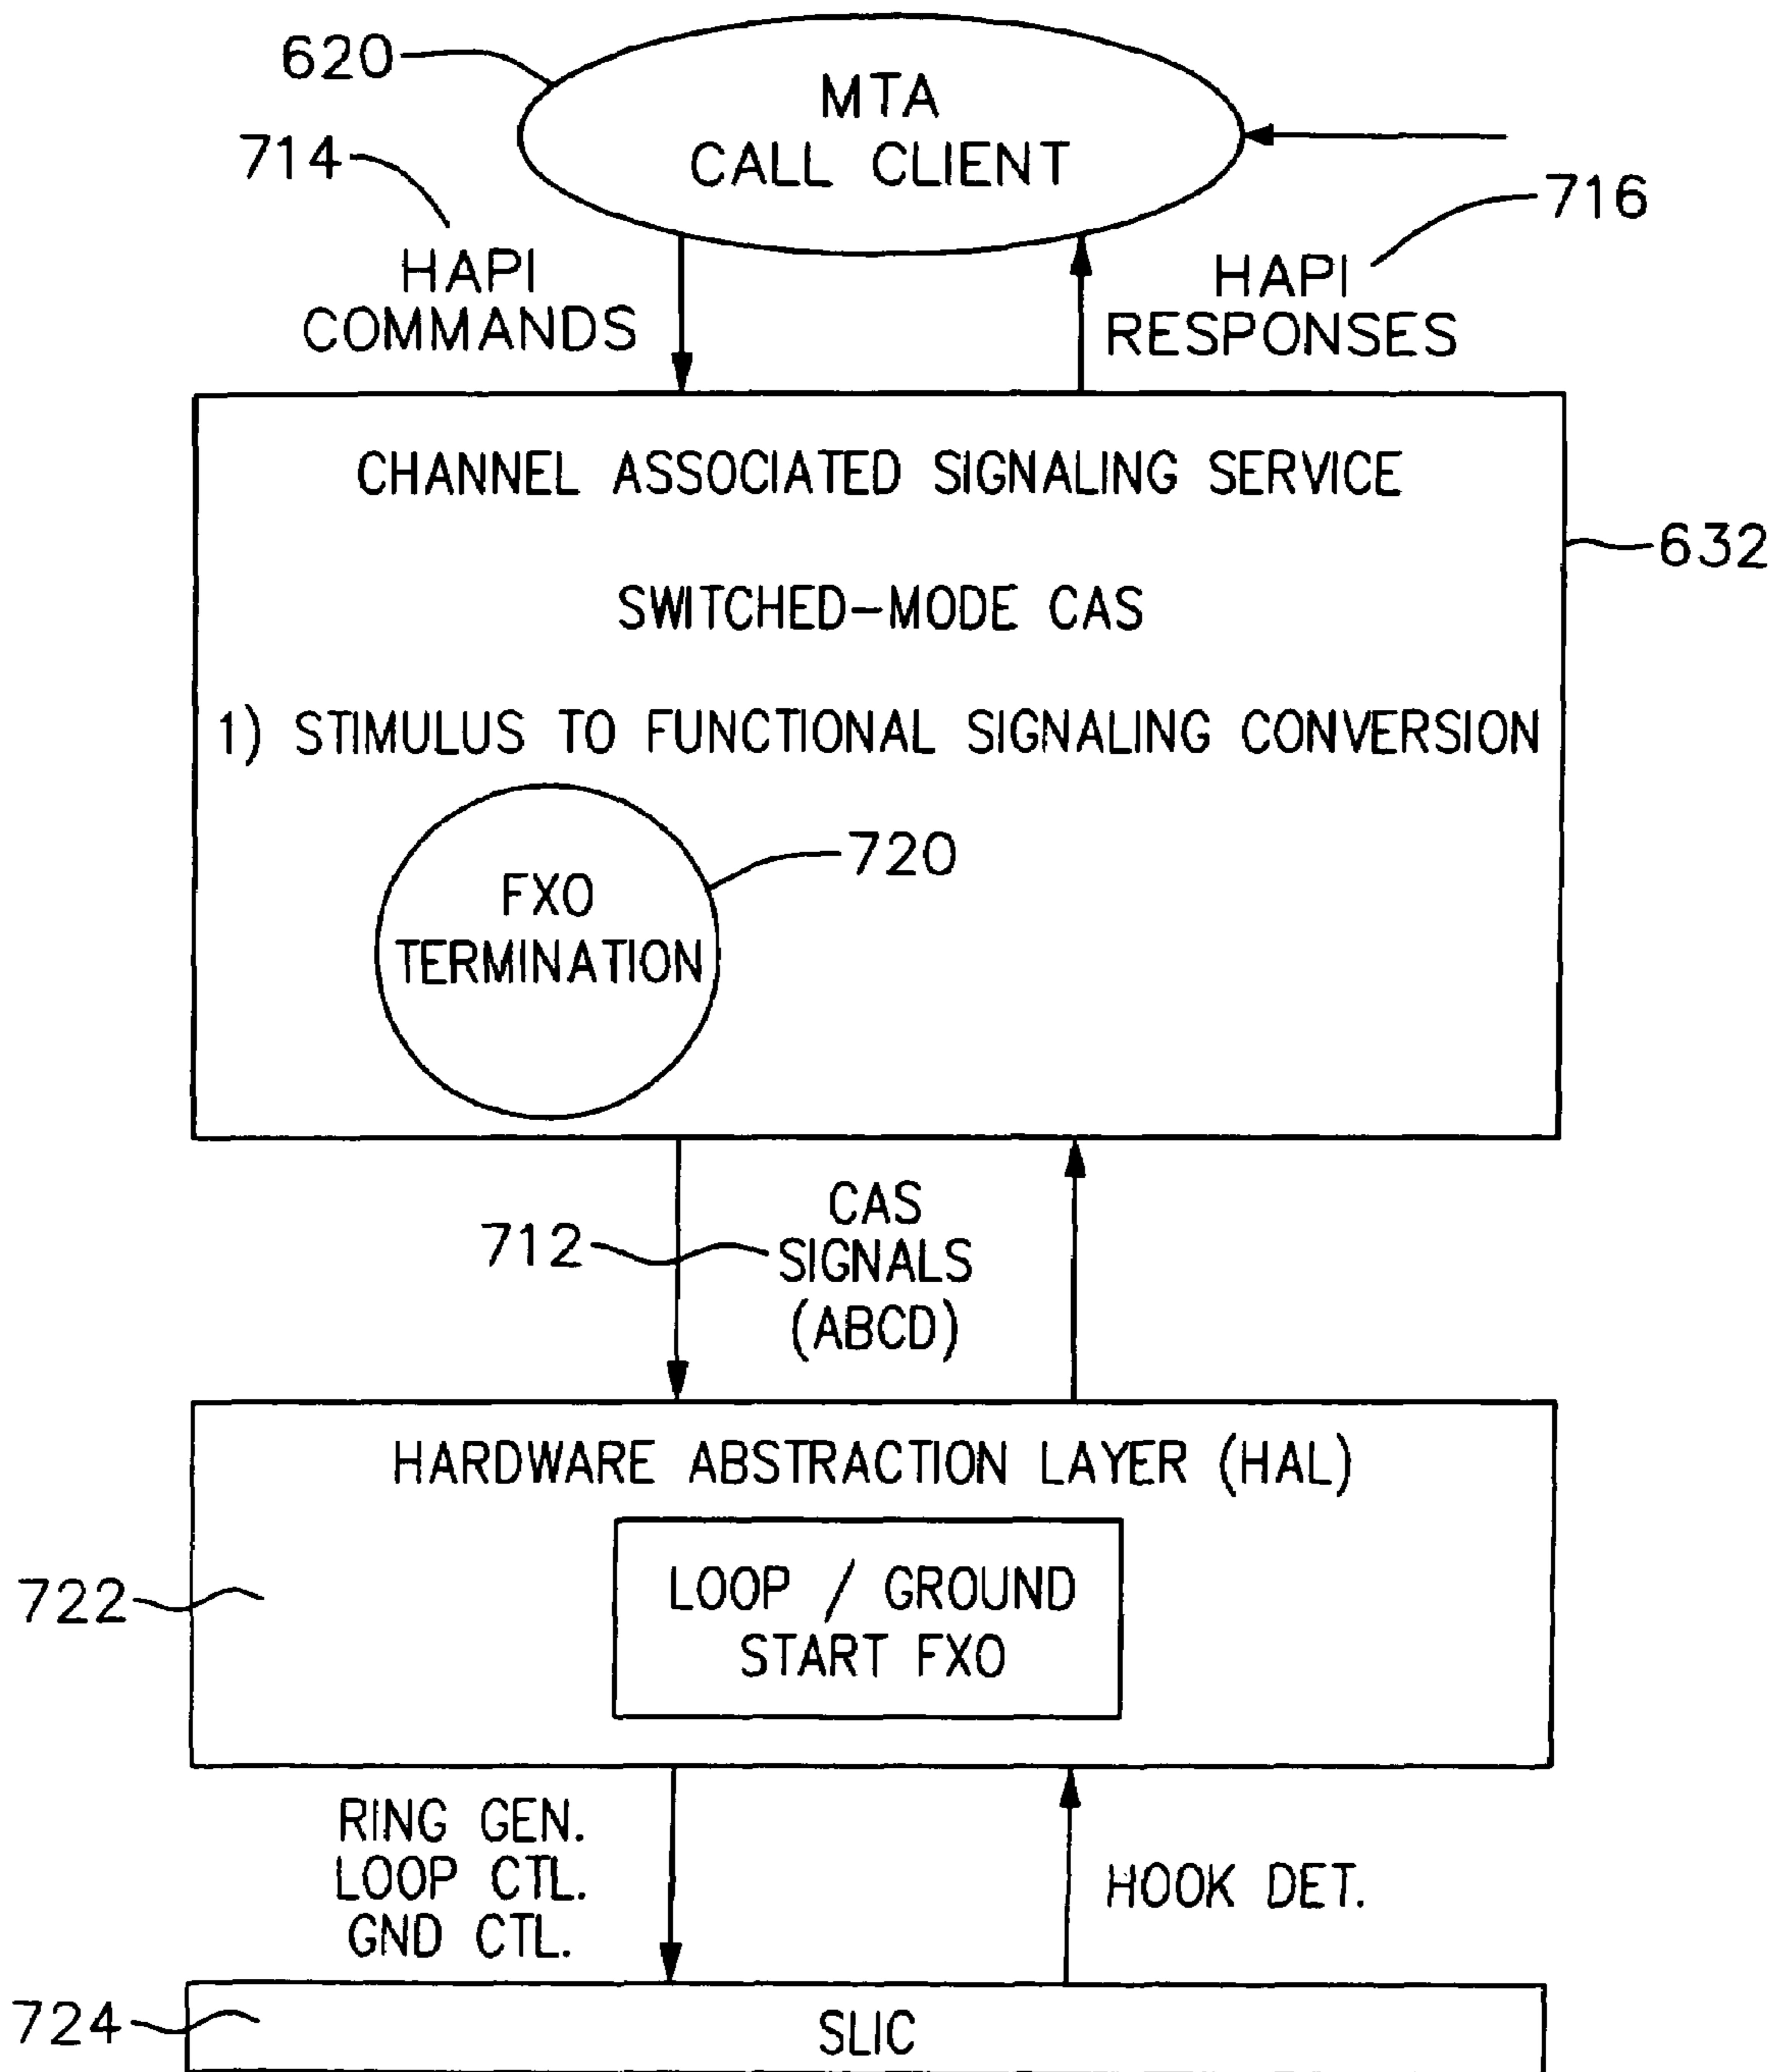 620
MTA
CALL CLIENT
714
716
HAPI
COMMANDS
HAPI
RESPONSES
CHANNEL ASSOCIATED SIGNALING SERVICE
632
SWITCHED-MODE CAS
1) STIMULUS TO FUNCTIONAL SIGNALING CONVERSION
720
FXO
TERMINATION
712
CAS
SIGNALS
(ABCD)
HARDWARE ABSTRACTION LAYER (HAL)
722
LOOP / GROUND
START FXO
RING GEN.
LOOP CTL.
GND CTL.
HOOK DET.
724
SLIC